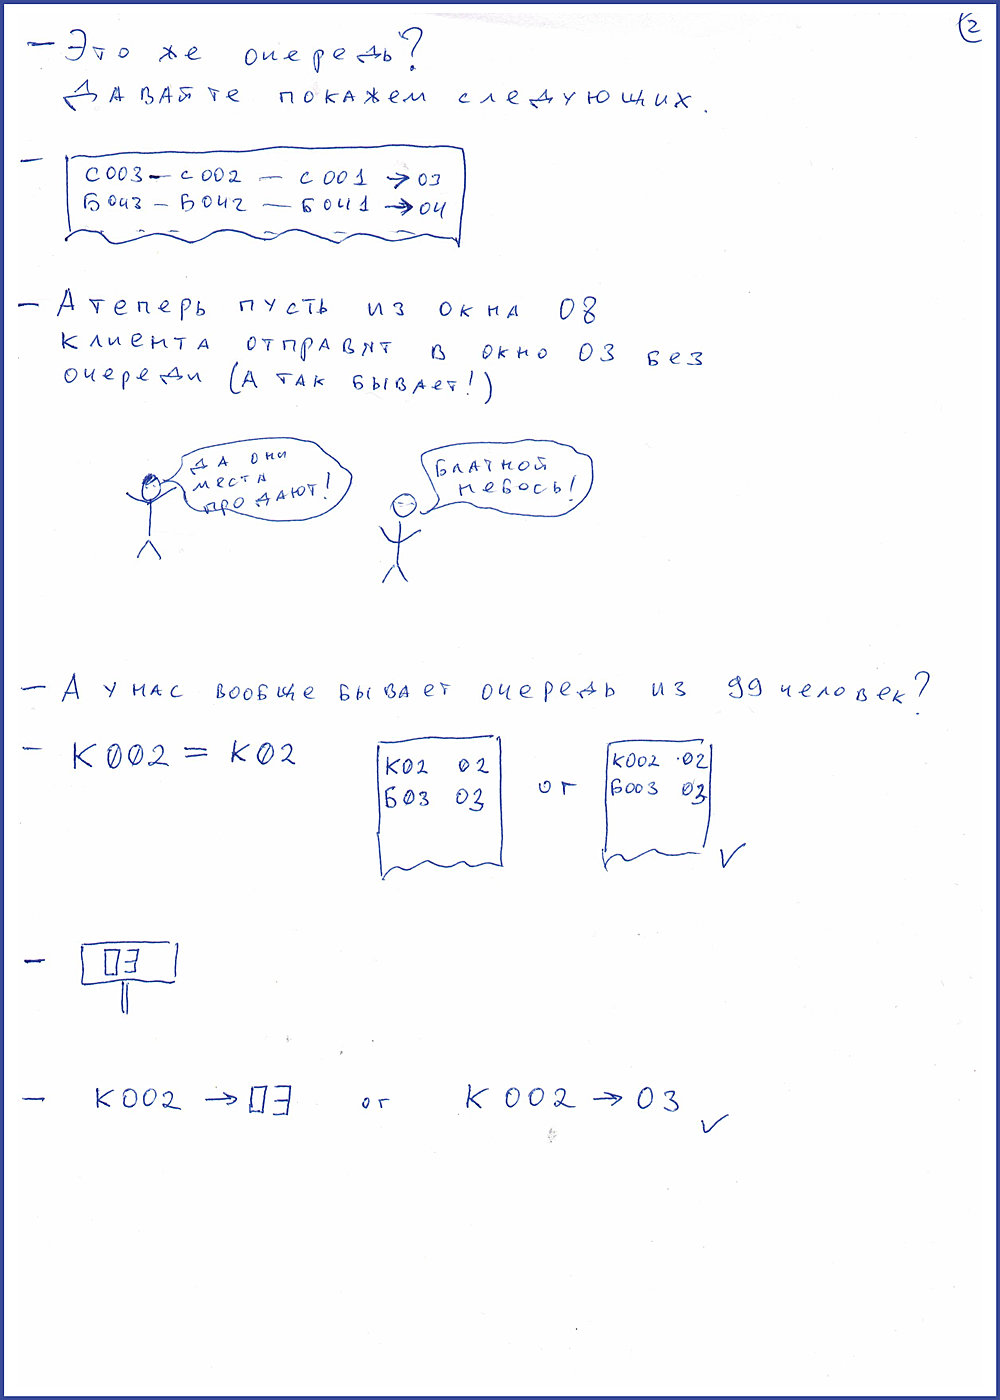 2
– Это же очередь?
Давайте покажем следующих.
– С003 – С002 – С001 → 03
Б043 – Б042 – Б041 → 04
– А теперь пусть из окна 08
клиента отправят в окно 03 без
очереди (А так бывает!)
Да они
места
продают!
Блатной
небось!
– А у нас вообще бывает очередь из 99 человек?
– К002 = К02
К02 02
Б03 03
or
К002 02
Б003 03
– 03
– К002 → 03 or К002 → 03